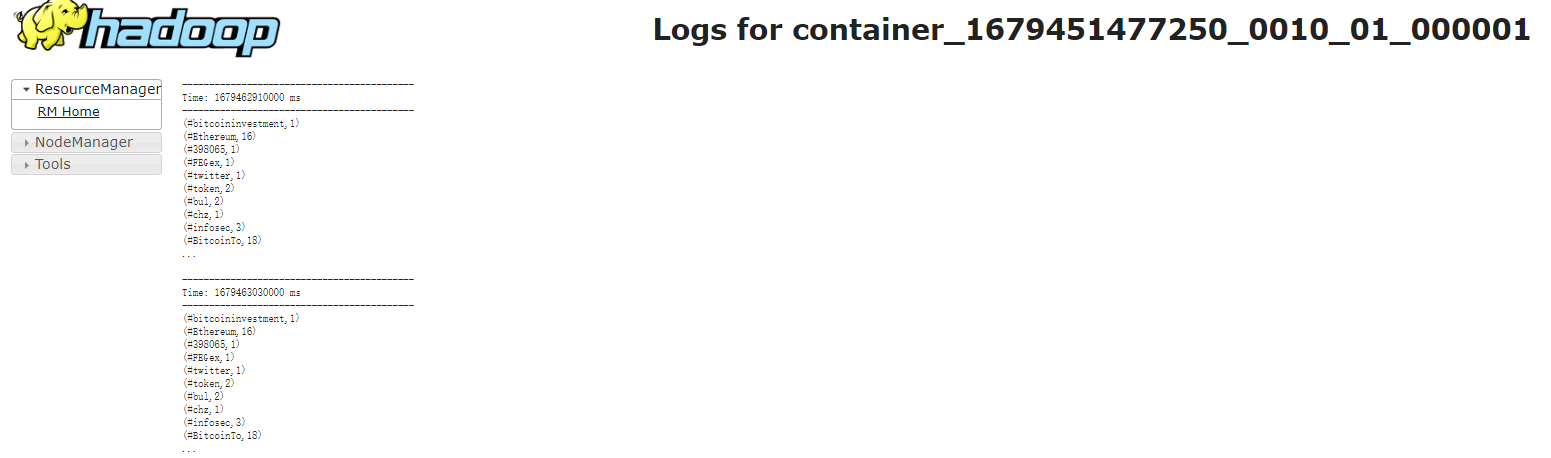 hadoop
Logs for container_1679451477250_0010_01_000001
ResourceManager
RM Home
NodeManager
Tools
-------------------------------------------
Time: 1679462910000 ms
-------------------------------------------
(#bitcoininvestment,1)
(#Ethereum,16)
(#398065,1)
(#FEGex,1)
(#twitter,1)
(#token,2)
(#bul,2)
(#chz,1)
(#infosec,3)
(#BitcoinTo,18)
...
-------------------------------------------
Time: 1679463030000 ms
-------------------------------------------
(#bitcoininvestment,1)
(#Ethereum,16)
(#398065,1)
(#FEGex,1)
(#twitter,1)
(#token,2)
(#bul,2)
(#chz,1)
(#infosec,3)
(#BitcoinTo,18)
...